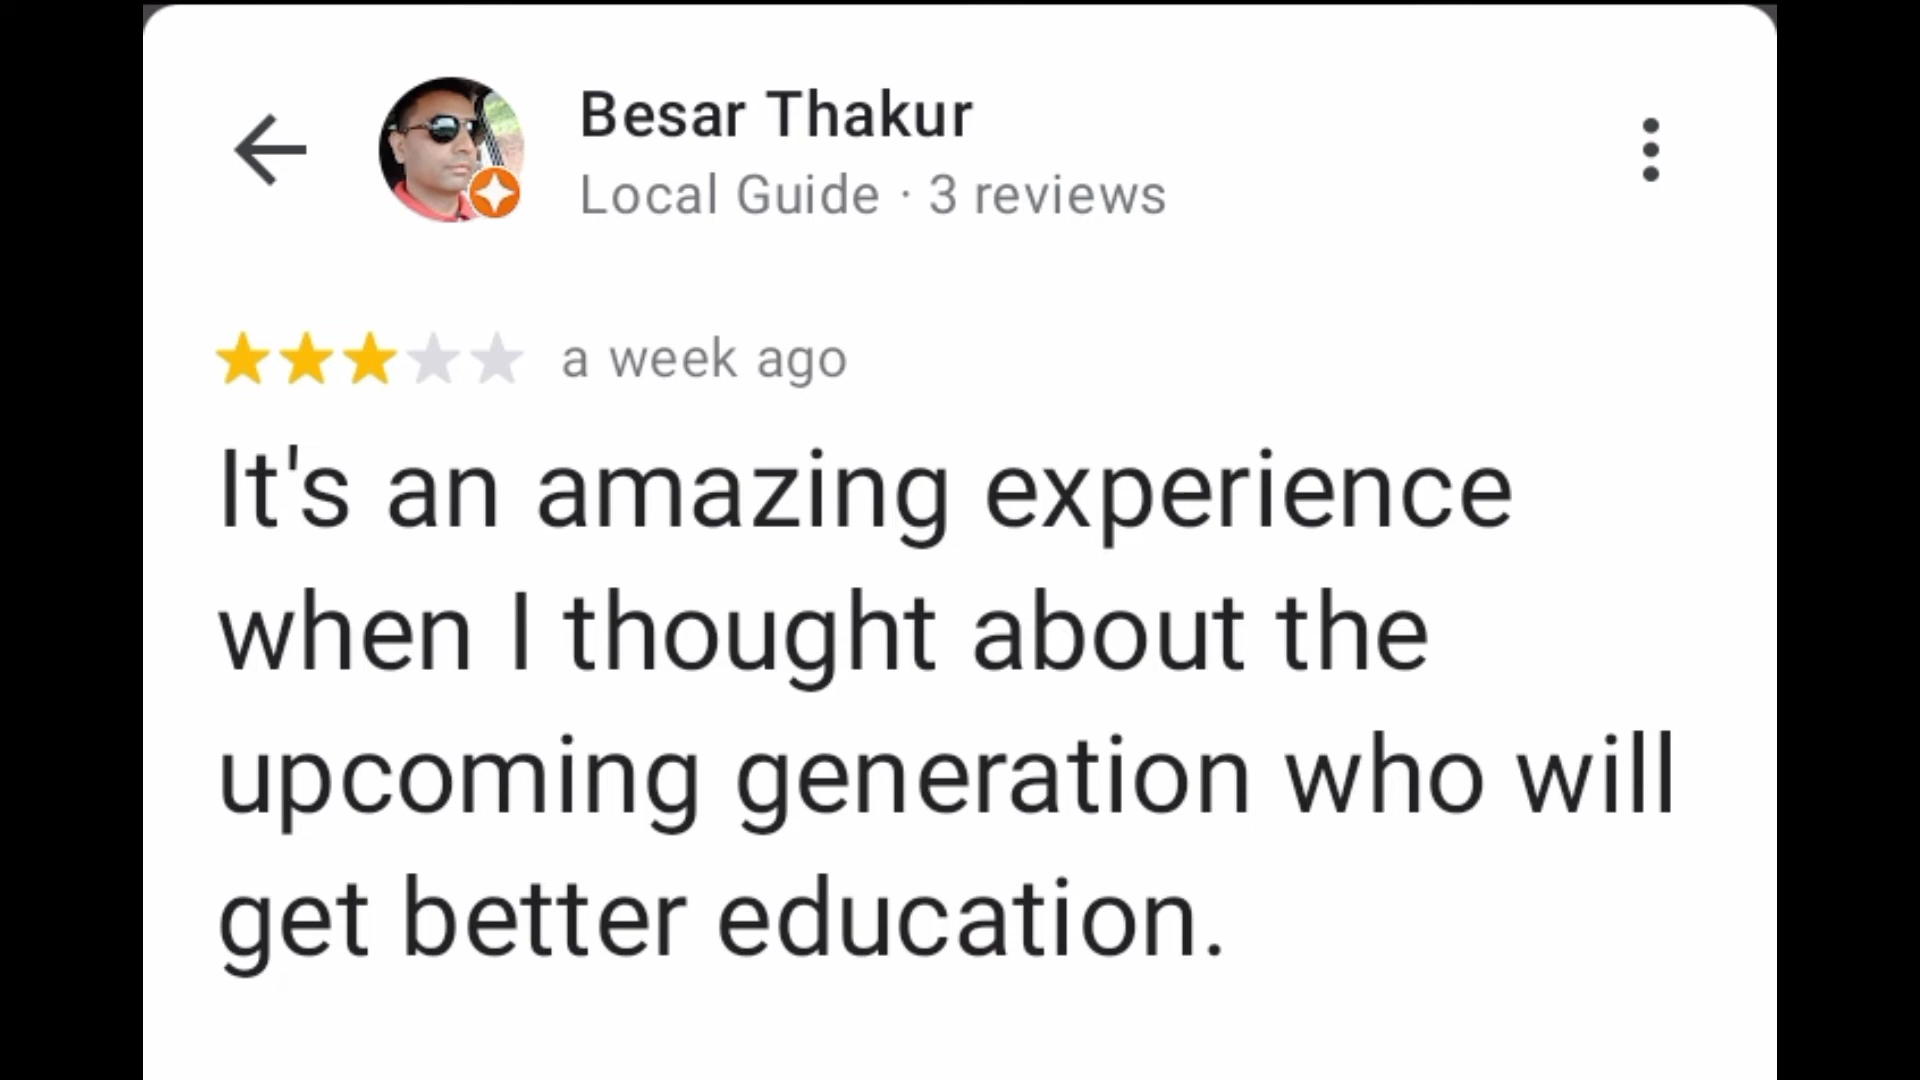 Besar Thakur
Local Guide · 3 reviews
a week ago
It's an amazing experience
when I thought about the
upcoming generation who will
get better education.